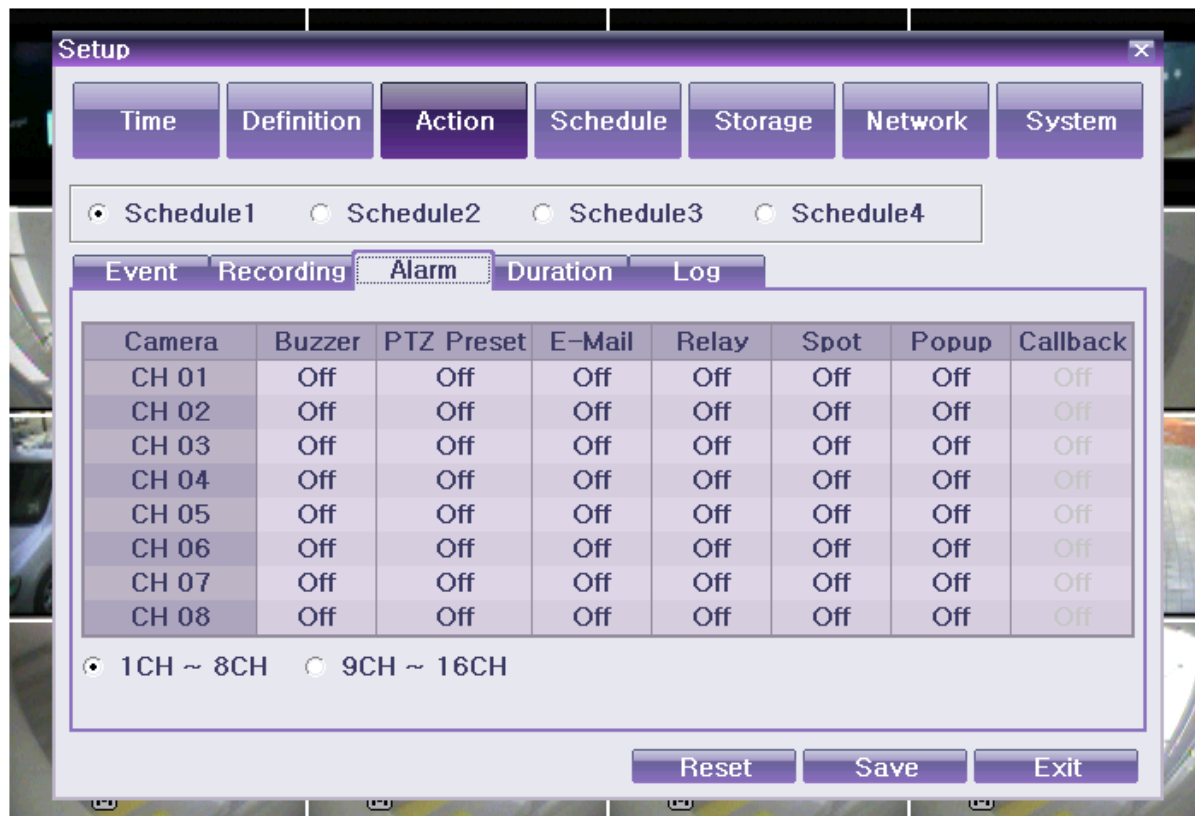 Setup
Time Definition Action Schedule Storage Network System
Schedule1 Schedule2 Schedule3 Schedule4
Event Recording Alarm Duration Log
Camera Buzzer PTZ Preset E-Mail Relay Spot Popup Callback
CH 01 Off Off Off Off Off Off Off
CH 02 Off Off Off Off Off Off Off
CH 03 Off Off Off Off Off Off Off
CH 04 Off Off Off Off Off Off Off
CH 05 Off Off Off Off Off Off Off
CH 06 Off Off Off Off Off Off Off
CH 07 Off Off Off Off Off Off Off
CH 08 Off Off Off Off Off Off Off
1CH ~ 8CH 9CH ~ 16CH
Reset Save Exit